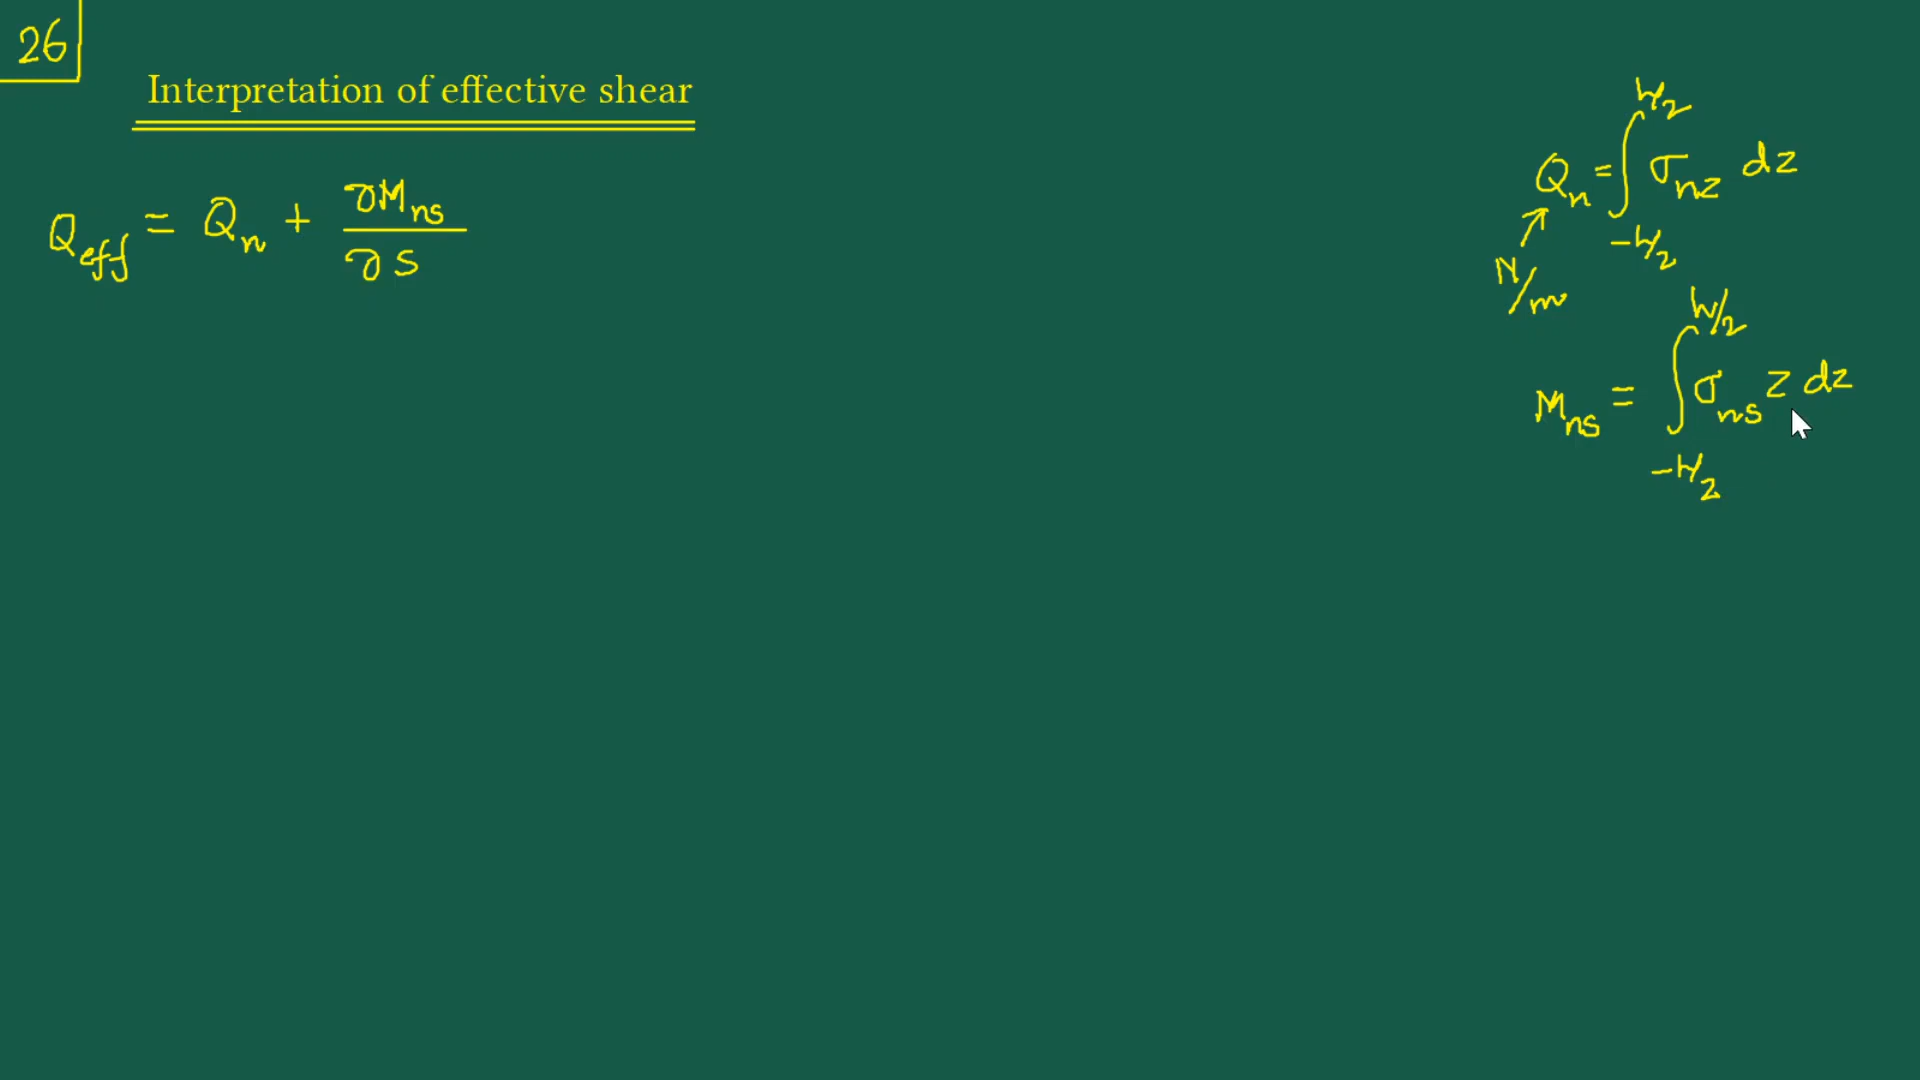 26
Interpretation of effective shear
Q_eff = Q_n + ∂M_ns / ∂s
Q_n = ∫_{-h/2}^{h/2} σ_nz dz
N/m
M_ns = ∫_{-h/2}^{h/2} σ_ns z dz